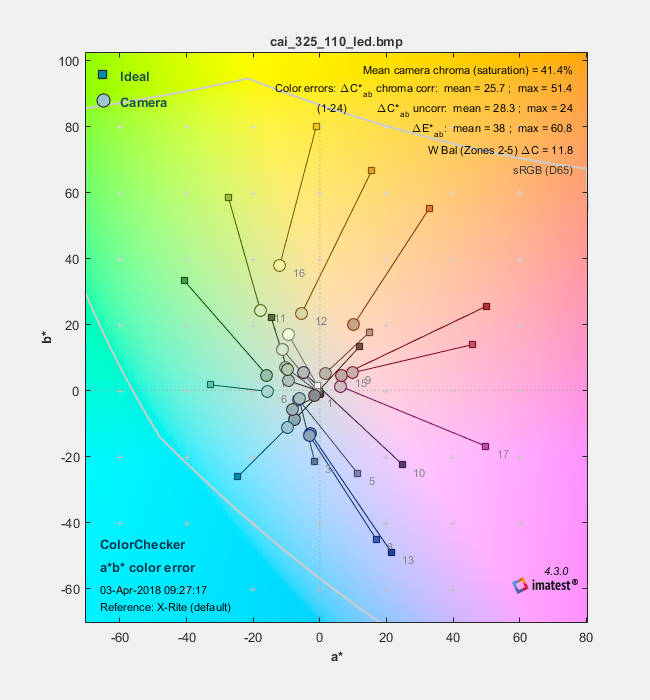 cai_325_110_led.bmp
Ideal
Camera
Mean camera chroma (saturation) = 41.4%
Color errors: ΔC*ab chroma corr: mean = 25.7 ; max = 51.4
(1-24) ΔC*ab uncorr: mean = 28.3 ; max = 24
ΔE*ab: mean = 38 ; max = 60.8
W Bal (Zones 2-5) ΔC = 11.8
sRGB (D65)
100
80
60
40
20
0
-20
-40
-60
b*
16
11
12
9
15
6
1
17
10
3
5
8
13
ColorChecker
a*b* color error
03-Apr-2018 09:27:17
Reference: X-Rite (default)
4.3.0
imatest®
-60 -40 -20 0 20 40 60 80
a*